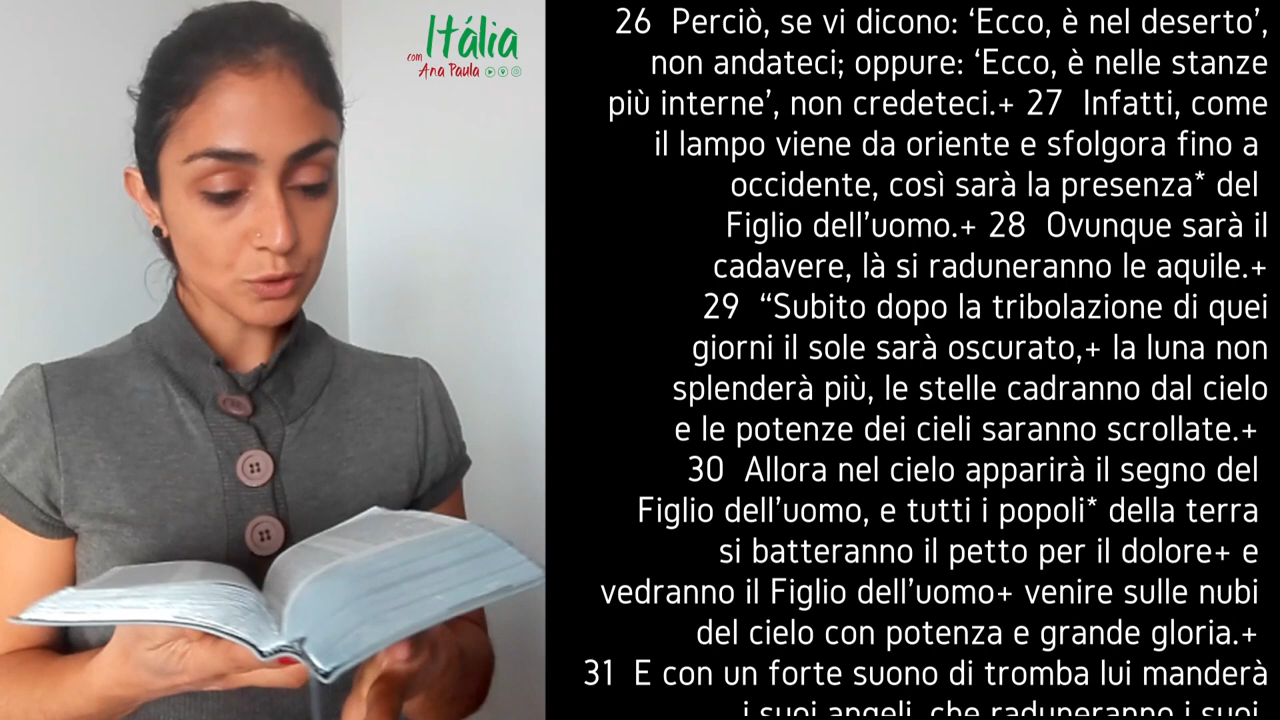 Itália
com
Ana Paula
26 Perciò, se vi dicono: ‘Ecco, è nel deserto’,
non andateci; oppure: ‘Ecco, è nelle stanze
più interne’, non credeteci.+ 27 Infatti, come
il lampo viene da oriente e sfolgora fino a
occidente, così sarà la presenza* del
Figlio dell’uomo.+ 28 Ovunque sarà il
cadavere, là si raduneranno le aquile.+
29 “Subito dopo la tribolazione di quei
giorni il sole sarà oscurato,+ la luna non
splenderà più, le stelle cadranno dal cielo
e le potenze dei cieli saranno scrollate.+
30 Allora nel cielo apparirà il segno del
Figlio dell’uomo, e tutti i popoli* della terra
si batteranno il petto per il dolore+ e
vedranno il Figlio dell’uomo+ venire sulle nubi
del cielo con potenza e grande gloria.+
31 E con un forte suono di tromba lui manderà
i suoi angeli, che raduneranno i suoi